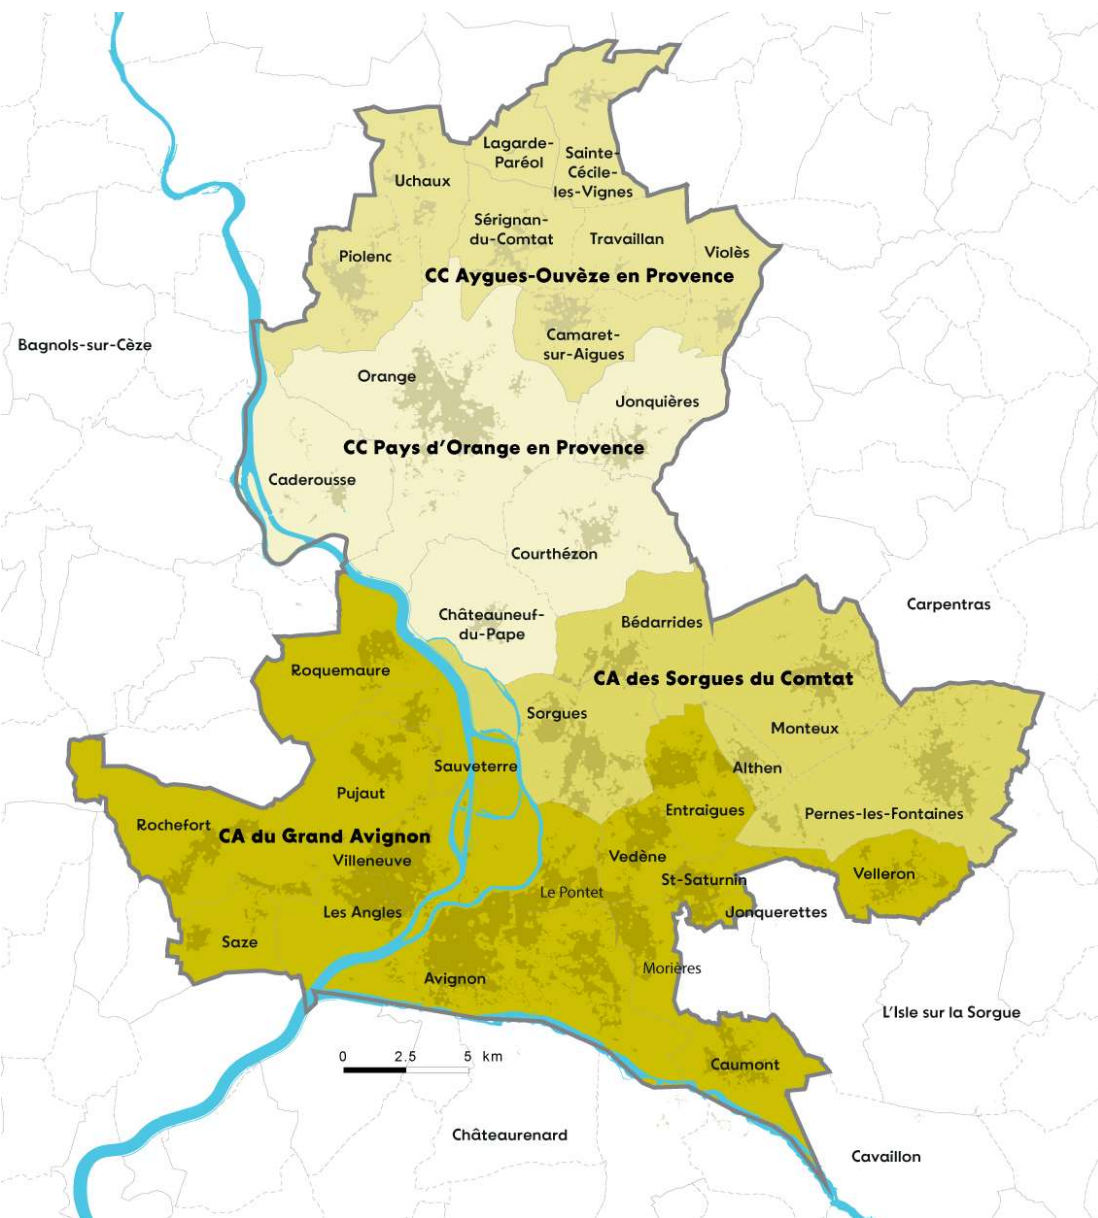 Lagarde-
Paréol
Sainte-
Cécile-
les-Vignes
Uchaux
Sérignan-
du-Comtat
Travaillan
Violès
Piolenc
CC Aygues-Ouvèze en Provence
Bagnols-sur-Cèze
Camaret-
sur-Aigues
Orange
Jonquières
CC Pays d'Orange en Provence
Caderousse
Courthézon
Carpentras
Châteauneuf-
du-Pape
Bédarrides
Roquemaure
CA des Sorgues du Comtat
Sorgues
Monteux
Sauveterre
Althen
Pujaut
Entraigues
Pernes-les-Fontaines
Rochefort
CA du Grand Avignon
Villeneuve
Vedène
Velleron
St-Saturnin
Le Pontet
Les Angles
Jonquerettes
Saze
Morières
Avignon
L'Isle sur la Sorgue
0 2.5 5 km
Caumont
Châteaurenard
Cavaillon